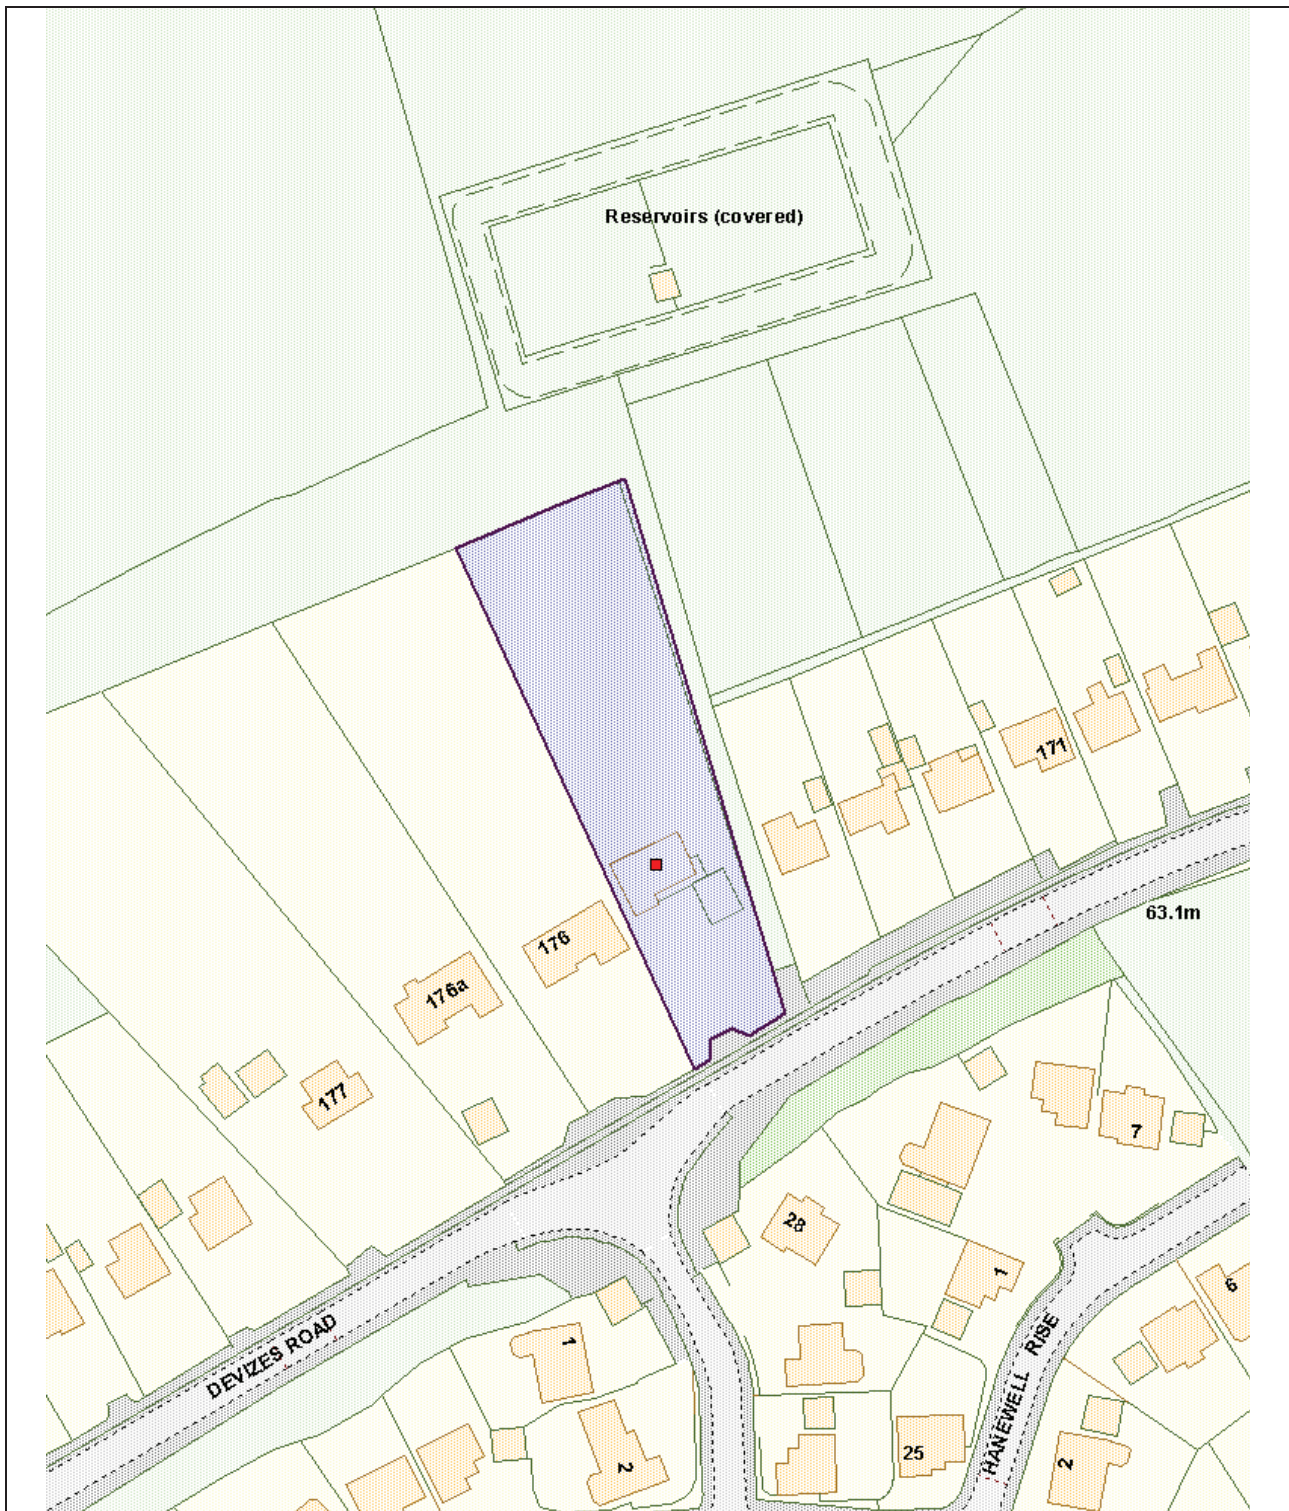 Reservoirs (covered)
171
63.1m
176
176a
177
7
28
1
6
DEVIZES ROAD
1
HANEWELL RISE
2
25
2